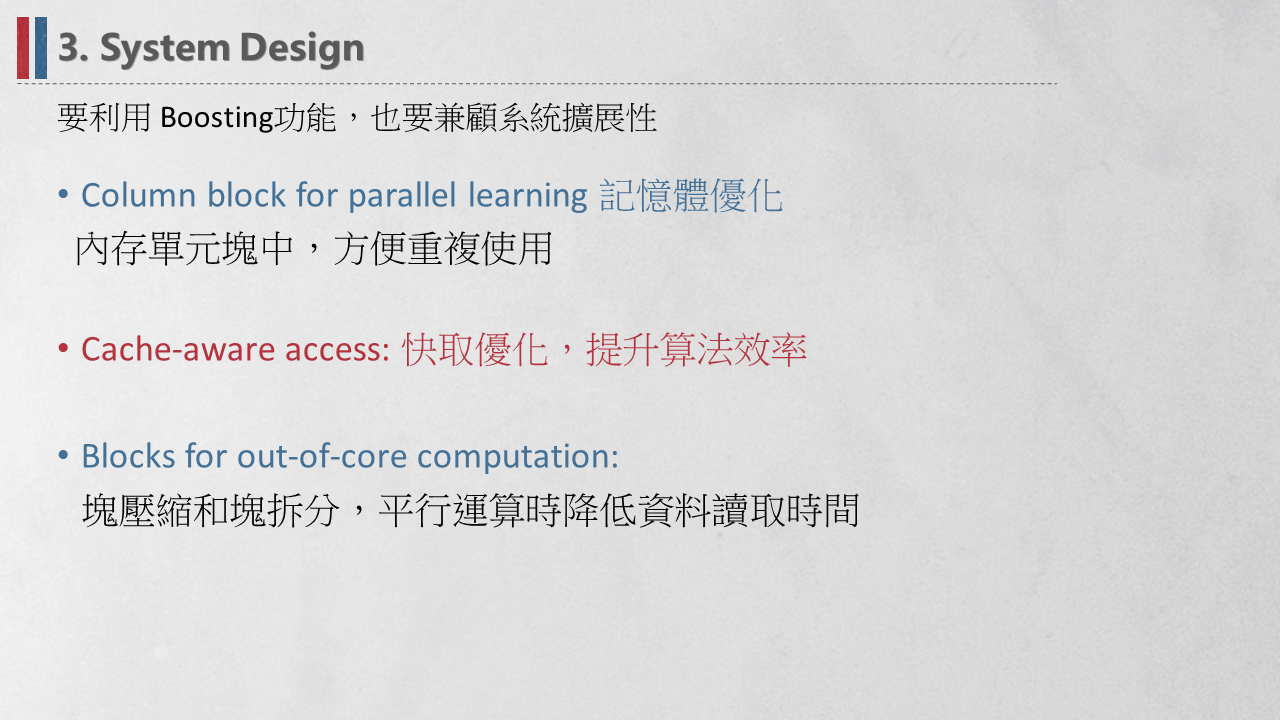 3. System Design
要利用 Boosting功能，也要兼顧系統擴展性
• Column block for parallel learning 記憶體優化
內存單元塊中，方便重複使用
• Cache-aware access: 快取優化，提升算法效率
• Blocks for out-of-core computation:
塊壓縮和塊拆分，平行運算時降低資料讀取時間